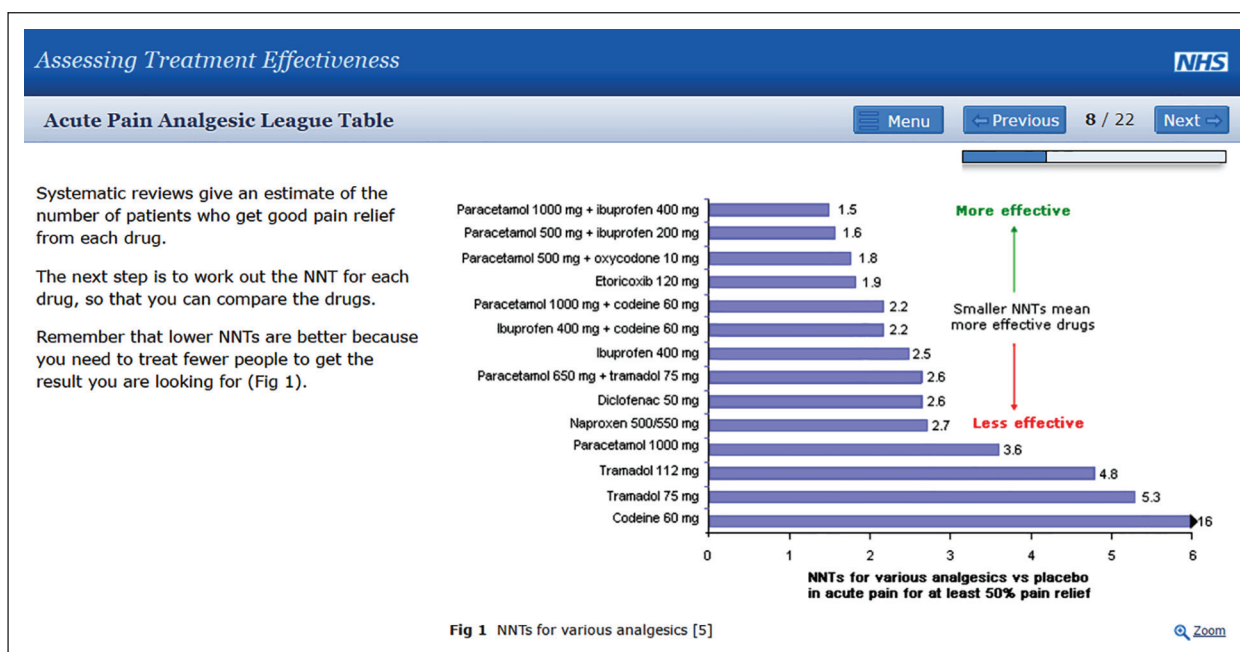 Assessing Treatment Effectiveness
NHS
Acute Pain Analgesic League Table
Menu
Previous
8 / 22
Next
Systematic reviews give an estimate of the
number of patients who get good pain relief
from each drug.
The next step is to work out the NNT for each
drug, so that you can compare the drugs.
Remember that lower NNTs are better because
you need to treat fewer people to get the
result you are looking for (Fig 1).
Paracetamol 1000 mg + ibuprofen 400 mg 1.5
Paracetamol 500 mg + ibuprofen 200 mg 1.6
Paracetamol 500 mg + oxycodone 10 mg 1.8
Etoricoxib 120 mg 1.9
Paracetamol 1000 mg + codeine 60 mg 2.2
Ibuprofen 400 mg + codeine 60 mg 2.2
Ibuprofen 400 mg 2.5
Paracetamol 650 mg + tramadol 75 mg 2.6
Diclofenac 50 mg 2.6
Naproxen 500/550 mg 2.7
Paracetamol 1000 mg 3.6
Tramadol 112 mg 4.8
Tramadol 75 mg 5.3
Codeine 60 mg 16
More effective
Smaller NNTs mean
more effective drugs
Less effective
0 1 2 3 4 5 6
NNTs for various analgesics vs placebo
in acute pain for at least 50% pain relief
Fig 1 NNTs for various analgesics [5]
Zoom